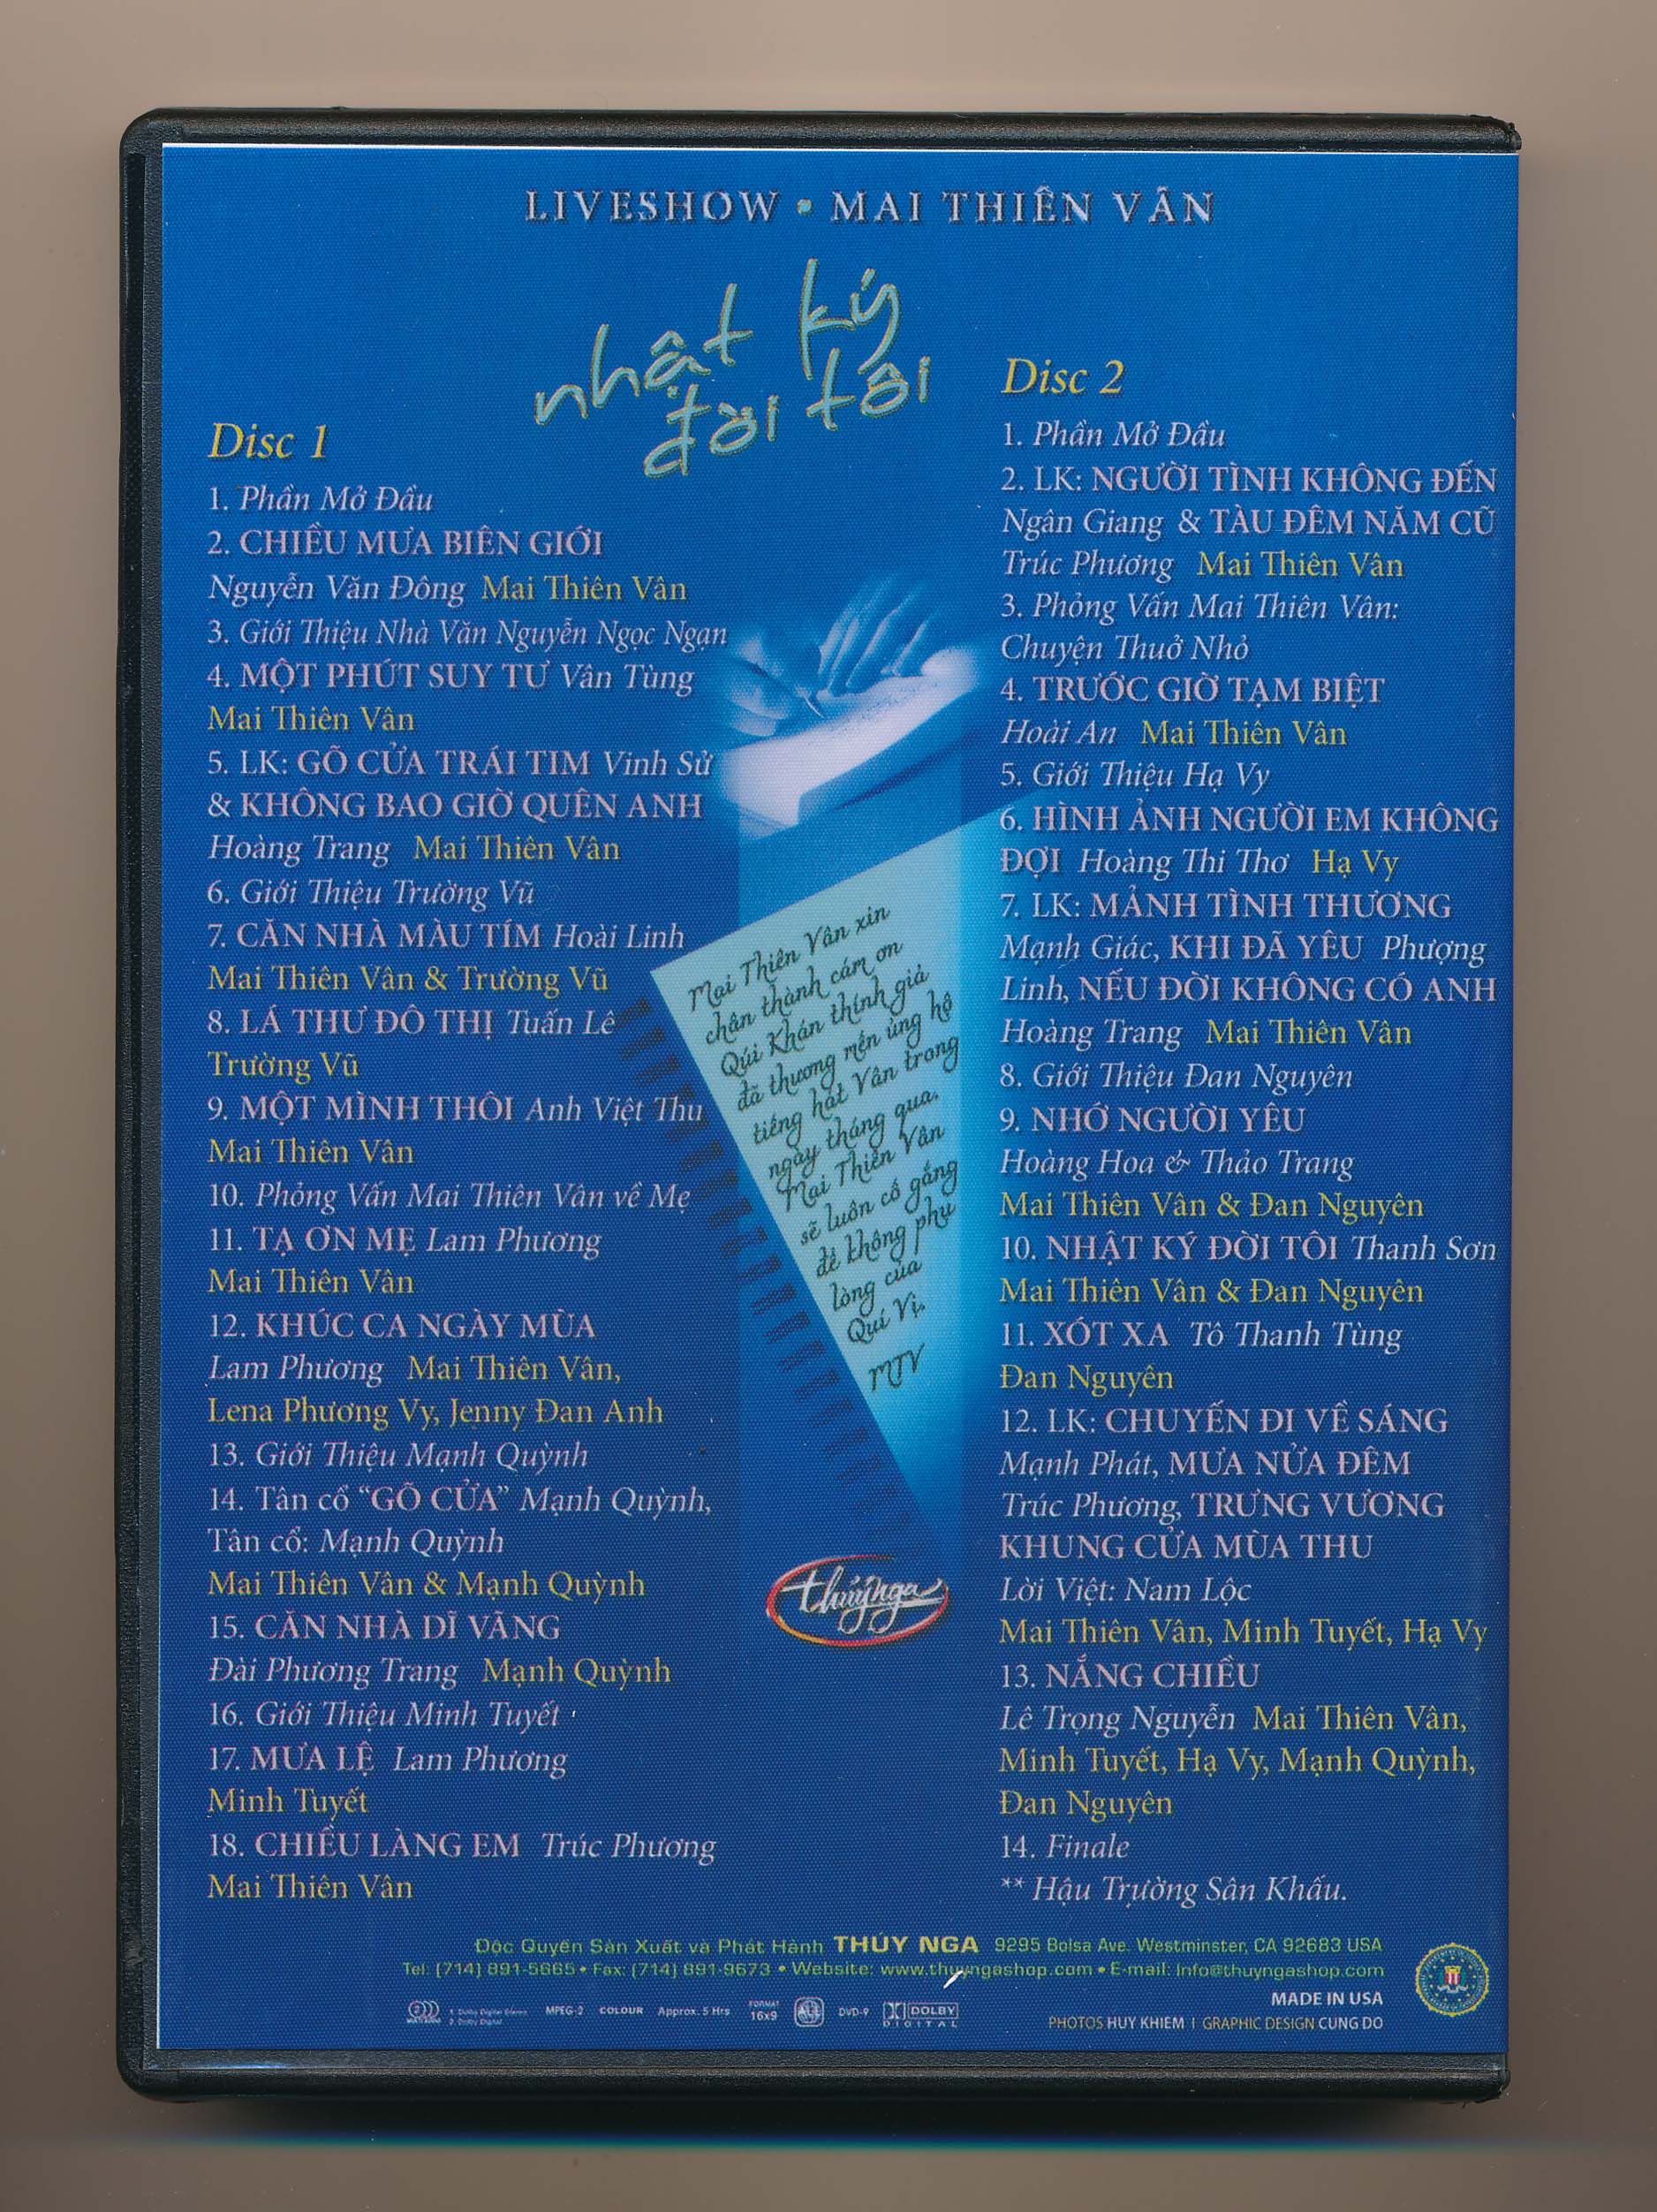 LIVESHOW • MAI THIÊN VÂN
nhật ký
đời tôi
Disc 1
1. Phần Mở Đầu
2. CHIỀU MƯA BIÊN GIỚI
Nguyễn Văn Đông Mai Thiên Vân
3. Giới Thiệu Nhà Văn Nguyễn Ngọc Ngạn
4. MỘT PHÚT SUY TƯ Vân Tùng
Mai Thiên Vân
5. LK: GÕ CỬA TRÁI TIM Vinh Sử
& KHÔNG BAO GIỜ QUÊN ANH
Hoàng Trang Mai Thiên Vân
6. Giới Thiệu Trường Vũ
7. CĂN NHÀ MÀU TÍM Hoài Linh
Mai Thiên Vân & Trường Vũ
8. LÁ THƯ ĐÔ THỊ Tuấn Lê
Trường Vũ
9. MỘT MÌNH THÔI Anh Việt Thu
Mai Thiên Vân
10. Phỏng Vấn Mai Thiên Vân về Mẹ
11. TẠ ƠN MẸ Lam Phương
Mai Thiên Vân
12. KHÚC CA NGÀY MÙA
Lam Phương Mai Thiên Vân,
Lena Phương Vy, Jenny Đan Anh
13. Giới Thiệu Mạnh Quỳnh
14. Tân cổ “GÕ CỬA” Mạnh Quỳnh,
Tân cổ: Mạnh Quỳnh
Mai Thiên Vân & Mạnh Quỳnh
15. CĂN NHÀ DĨ VÃNG
Đài Phương Trang Mạnh Quỳnh
16. Giới Thiệu Minh Tuyết
17. MƯA LỆ Lam Phương
Minh Tuyết
18. CHIỀU LÀNG EM Trúc Phương
Mai Thiên Vân
Mai Thiên Vân xin
chân thành cám ơn
Qúi Khán thính giả
đã thương mến ủng hộ
tiếng hát Vân trong
ngày tháng qua.
Mai Thiên Vân
sẽ luôn cố gắng
để không phụ
lòng của
Quí Vị.
MTV
thúy nga
Disc 2
1. Phần Mở Đầu
2. LK: NGƯỜI TÌNH KHÔNG ĐẾN
Ngân Giang & TÀU ĐÊM NĂM CŨ
Trúc Phương Mai Thiên Vân
3. Phỏng Vấn Mai Thiên Vân:
Chuyện Thuở Nhỏ
4. TRƯỚC GIỜ TẠM BIỆT
Hoài An Mai Thiên Vân
5. Giới Thiệu Hạ Vy
6. HÌNH ẢNH NGƯỜI EM KHÔNG
ĐỢI Hoàng Thi Thơ Hạ Vy
7. LK: MẢNH TÌNH THƯƠNG
Mạnh Giác, KHI ĐÃ YÊU Phượng
Linh, NẾU ĐỜI KHÔNG CÓ ANH
Hoàng Trang Mai Thiên Vân
8. Giới Thiệu Đan Nguyên
9. NHỚ NGƯỜI YÊU
Hoàng Hoa & Thảo Trang
Mai Thiên Vân & Đan Nguyên
10. NHẬT KÝ ĐỜI TÔI Thanh Sơn
Mai Thiên Vân & Đan Nguyên
11. XÓT XA Tô Thanh Tùng
Đan Nguyên
12. LK: CHUYẾN ĐI VỀ SÁNG
Mạnh Phát, MƯA NỬA ĐÊM
Trúc Phương, TRƯNG VƯƠNG
KHUNG CỬA MÙA THU
Lời Việt: Nam Lộc
Mai Thiên Vân, Minh Tuyết, Hạ Vy
13. NẮNG CHIỀU
Lê Trọng Nguyễn Mai Thiên Vân,
Minh Tuyết, Hạ Vy, Mạnh Quỳnh,
Đan Nguyên
14. Finale
** Hậu Trường Sân Khấu.
Độc Quyền Sản Xuất và Phát Hành THUY NGA 9295 Bolsa Ave. Westminster, CA 92683 USA
Tel: (714) 891-5665 • Fax: (714) 891-9673 • Website: www.thuyngashop.com • E-mail: Info@thuyngashop.com
MADE IN USA
1. Dolby Digital Stereo
2. Dolby Digital
MPEG-2 COLOUR Approx. 5 Hrs FORMAT 16x9 ALL DVD-9 DOLBY DIGITAL
PHOTOS HUY KHIEM | GRAPHIC DESIGN CUNG DO